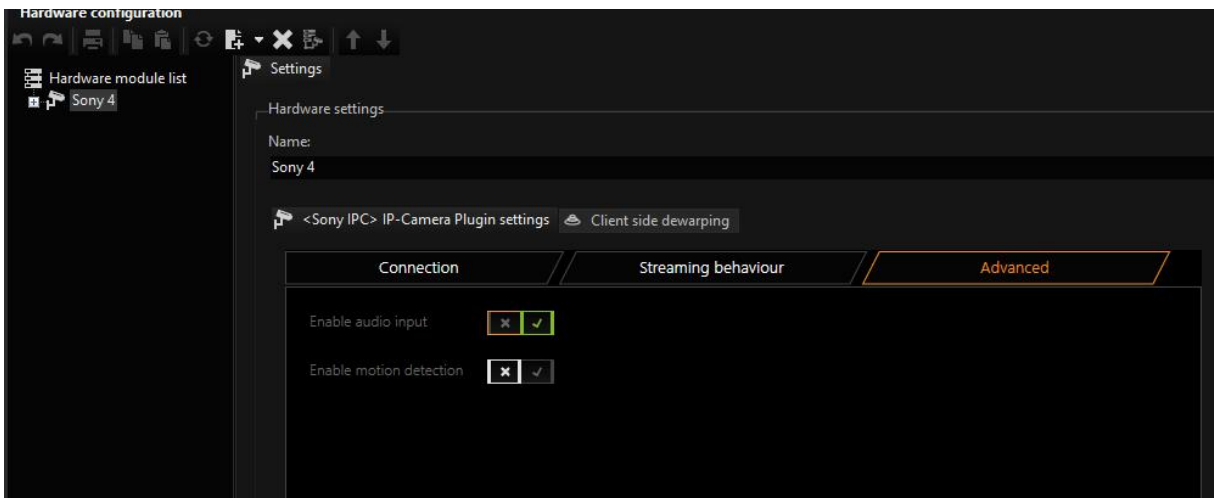 Hardware configuration
Hardware module list
Sony 4
Settings
Hardware settings
Name:
Sony 4
<Sony IPC> IP-Camera Plugin settings
Client side dewarping
Connection
Streaming behaviour
Advanced
Enable audio input
Enable motion detection